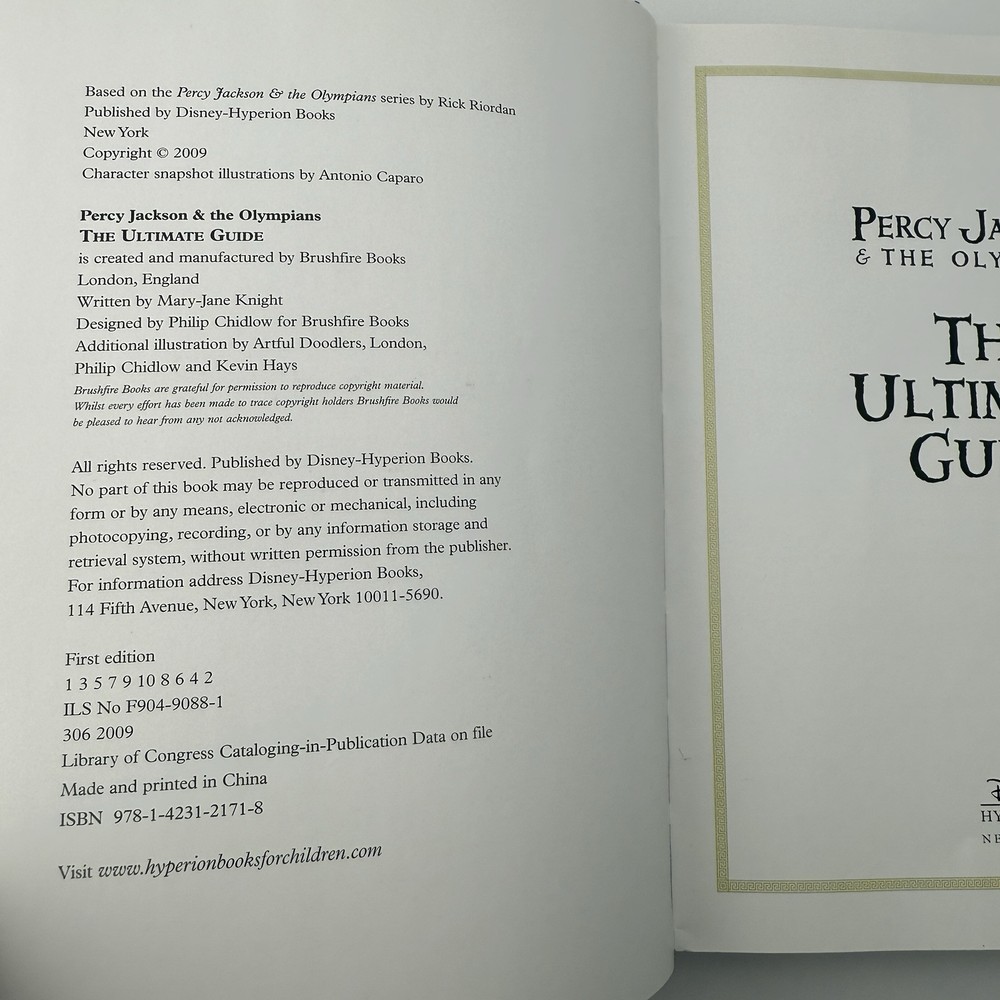 Based on the Percy Jackson & the Olympians series by Rick Riordan
Published by Disney-Hyperion Books
New York
Copyright © 2009
Character snapshot illustrations by Antonio Caparo
Percy Jackson & the Olympians
THE ULTIMATE GUIDE
is created and manufactured by Brushfire Books
London, England
Written by Mary-Jane Knight
Designed by Philip Chidlow for Brushfire Books
Additional illustration by Artful Doodlers, London,
Philip Chidlow and Kevin Hays
Brushfire Books are grateful for permission to reproduce copyright material.
Whilst every effort has been made to trace copyright holders Brushfire Books would
be pleased to hear from any not acknowledged.
All rights reserved. Published by Disney-Hyperion Books.
No part of this book may be reproduced or transmitted in any
form or by any means, electronic or mechanical, including
photocopying, recording, or by any information storage and
retrieval system, without written permission from the publisher.
For information address Disney-Hyperion Books,
114 Fifth Avenue, New York, New York 10011-5690.
First edition
1 3 5 7 9 10 8 6 4 2
ILS No F904-9088-1
306 2009
Library of Congress Cataloging-in-Publication Data on file
Made and printed in China
ISBN 978-1-4231-2171-8
Visit www.hyperionbooksforchildren.com
PERCY JA
& THE OLY
TH
ULTIM
GU
HY
NE